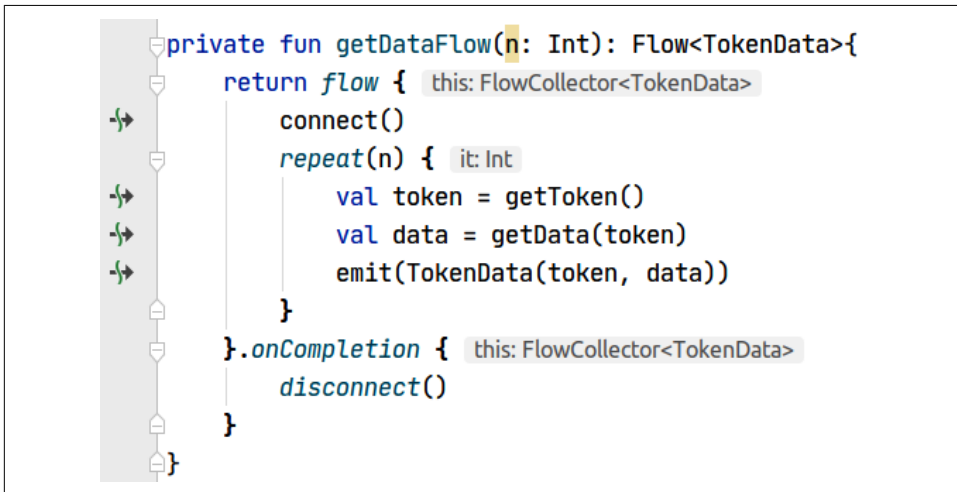 private fun getDataFlow(n: Int): Flow<TokenData>{
return flow { this: FlowCollector<TokenData>
connect()
repeat(n) { it: Int
val token = getToken()
val data = getData(token)
emit(TokenData(token, data))
}
}.onCompletion { this: FlowCollector<TokenData>
disconnect()
}
}